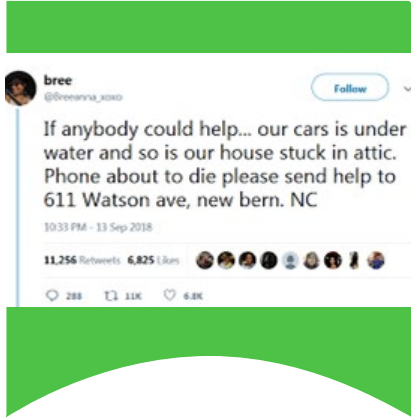 bree
@Breeanna_xoxo
Follow
If anybody could help... our cars is under
water and so is our house stuck in attic.
Phone about to die please send help to
611 Watson ave, new bern. NC
10:33 PM - 13 Sep 2018
11,256 Retweets 6,825 Likes
288 11K 6.8K